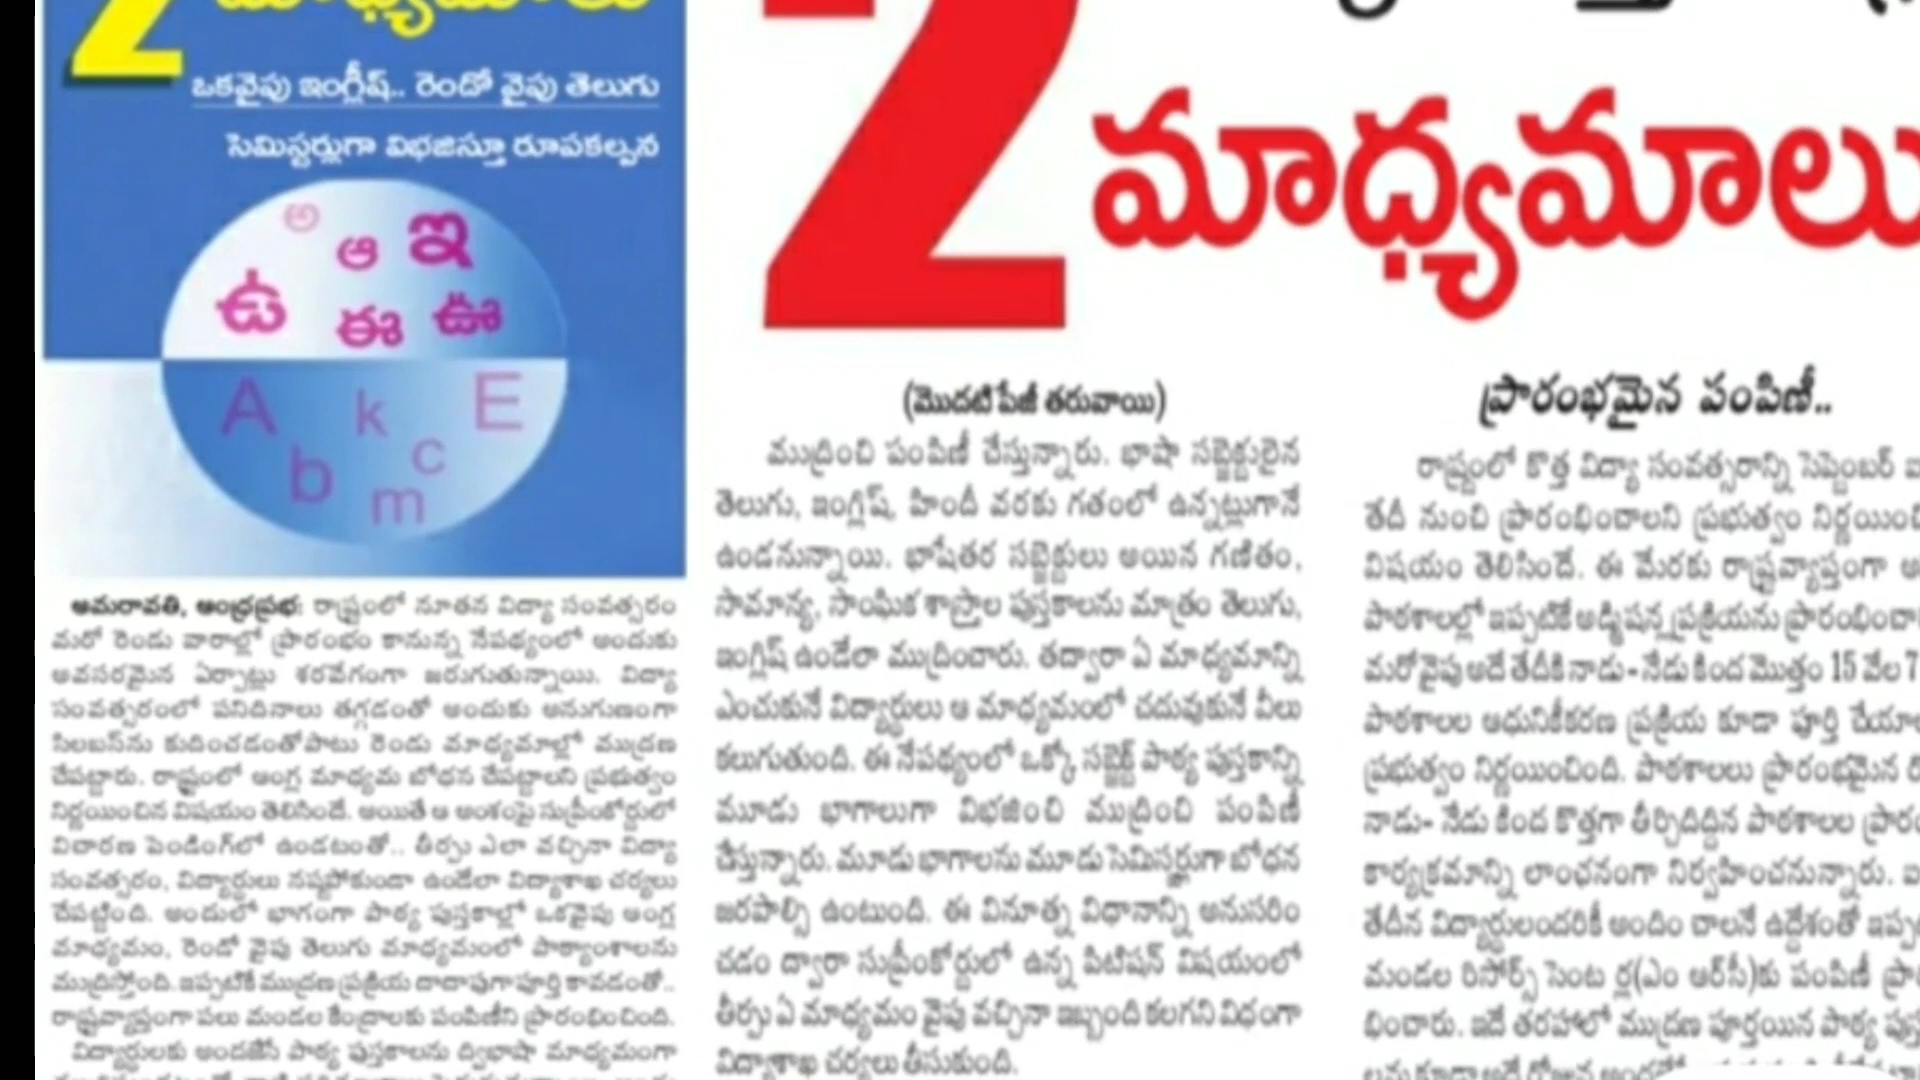 2 మాధ్యమాలు
ఒకవైపు ఇంగ్లీష్.. రెండో వైపు తెలుగు
సెమిస్టర్లుగా విభజిస్తూ రూపకల్పన
అ ఆ ఇ
ఉ ఈ ఊ
A k E
b c
m
అమరావతి, ఆంధ్రప్రభ: రాష్ట్రంలో నూతన విద్యా సంవత్సరం
మరో రెండు వారాల్లో ప్రారంభం కానున్న నేపథ్యంలో అందుకు
అవసరమైన ఏర్పాట్లు శరవేగంగా జరుగుతున్నాయి. విద్యా
సంవత్సరంలో పనిదినాలు తగ్గడంతో అందుకు అనుగుణంగా
సిలబస్‌ను కుదించడంతోపాటు రెండు మాధ్యమాల్లో ముద్రణ
చేపట్టారు. రాష్ట్రంలో ఆంగ్ల మాధ్యమ బోధన చేపట్టాలని ప్రభుత్వం
నిర్ణయించిన విషయం తెలిసిందే. అయితే ఆ అంశంపై సుప్రీంకోర్టులో
విచారణ పెండింగ్‌లో ఉండటంతో.. తీర్పు ఎలా వచ్చినా విద్యా
సంవత్సరం, విద్యార్థులు నష్టపోకుండా ఉండేలా విద్యాశాఖ చర్యలు
చేపట్టింది. అందులో భాగంగా పాఠ్య పుస్తకాల్లో ఒకవైపు ఆంగ్ల
మాధ్యమం, రెండో వైపు తెలుగు మాధ్యమంలో పాఠ్యాంశాలను
ముద్రిస్తోంది. ఇప్పటికే ముద్రణ ప్రక్రియ దాదాపుగా పూర్తి కావడంతో..
రాష్ట్రవ్యాప్తంగా పలు మండల కేంద్రాలకు పంపిణీని ప్రారంభించింది.
విద్యార్థులకు అందజేసే పాఠ్య పుస్తకాలను ద్విభాషా మాధ్యమంగా
2 మాధ్యమాలు
(మొదటి పేజీ తరువాయి)
ముద్రించి పంపిణీ చేస్తున్నారు. భాషా సబ్జెక్టులైన
తెలుగు, ఇంగ్లిష్, హిందీ వరకు గతంలో ఉన్నట్లుగానే
ఉండనున్నాయి. భాషేతర సబ్జెక్టులు అయిన గణితం,
సామాన్య, సాంఘిక శాస్త్రాల పుస్తకాలను మాత్రం తెలుగు,
ఇంగ్లిష్ ఉండేలా ముద్రించారు. తద్వారా ఏ మాధ్యమాన్ని
ఎంచుకునే విద్యార్థులు ఆ మాధ్యమంలో చదువుకునే వీలు
కలుగుతుంది. ఈ నేపథ్యంలో ఒక్కో సబ్జెక్ట్ పాఠ్య పుస్తకాన్ని
మూడు భాగాలుగా విభజించి ముద్రించి పంపిణీ
చేస్తున్నారు. మూడు భాగాలను మూడు సెమిస్టర్లుగా బోధన
జరపాల్సి ఉంటుంది. ఈ వినూత్న విధానాన్ని అనుసరిం
చడం ద్వారా సుప్రీంకోర్టులో ఉన్న పిటిషన్ విషయంలో
తీర్పు ఏ మాధ్యమం వైపు వచ్చినా ఇబ్బంది కలగని విధంగా
విద్యాశాఖ చర్యలు తీసుకుంది.
ప్రారంభమైన పంపిణీ..
రాష్ట్రంలో కొత్త విద్యా సంవత్సరాన్ని సెప్టెంబర్
తేదీ నుంచి ప్రారంభించాలని ప్రభుత్వం
విషయం తెలిసిందే. ఈ మేరకు రాష్ట్రవ్యాప్తంగా
పాఠశాలల్లో ఇప్పటికే అడ్మిషన్ల ప్రక్రియను
మరోవైపు అదే తేదీకి నాడు-నేడు కింద మొత్తం 15 వేల 7
పాఠశాలల ఆధునికీకరణ ప్రక్రియ కూడా పూర్తి
ప్రభుత్వం నిర్ణయించింది. పాఠశాలలు ప్రారంభమైన
నాడు- నేడు కింద కొత్తగా తీర్చిదిద్దిన పాఠశాలల
కార్యక్రమాన్ని లాంఛనంగా నిర్వహించనున్నారు.
తేదీన విద్యార్థులందరికీ అందిం చాలనే ఉద్దేశంతో
మండల రిసోర్స్ సెంట ర్ల(ఎం ఆర్‌సీ)కు పంపిణీ
భించారు. ఇదే తరహాలో ముద్రణ పూర్తయిన పాఠ్య